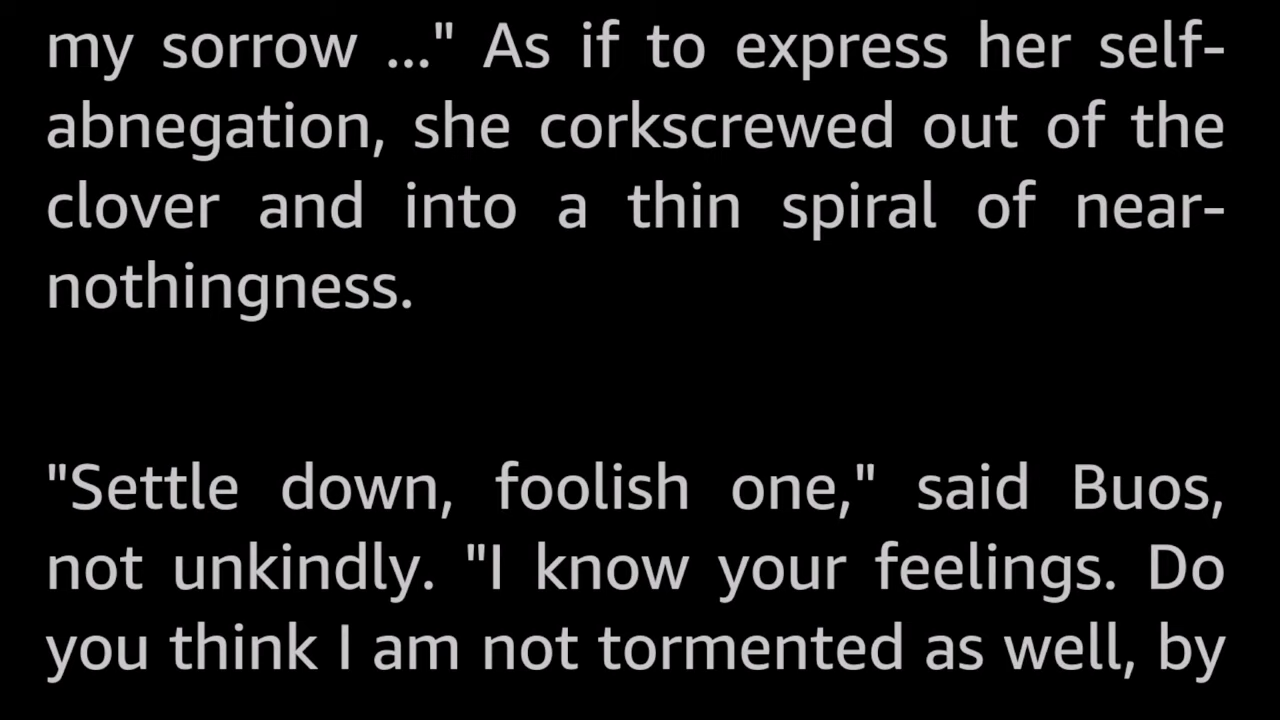 my sorrow ..." As if to express her self-
abnegation, she corkscrewed out of the
clover and into a thin spiral of near-
nothingness.
"Settle down, foolish one," said Buos,
not unkindly. "I know your feelings. Do
you think I am not tormented as well, by